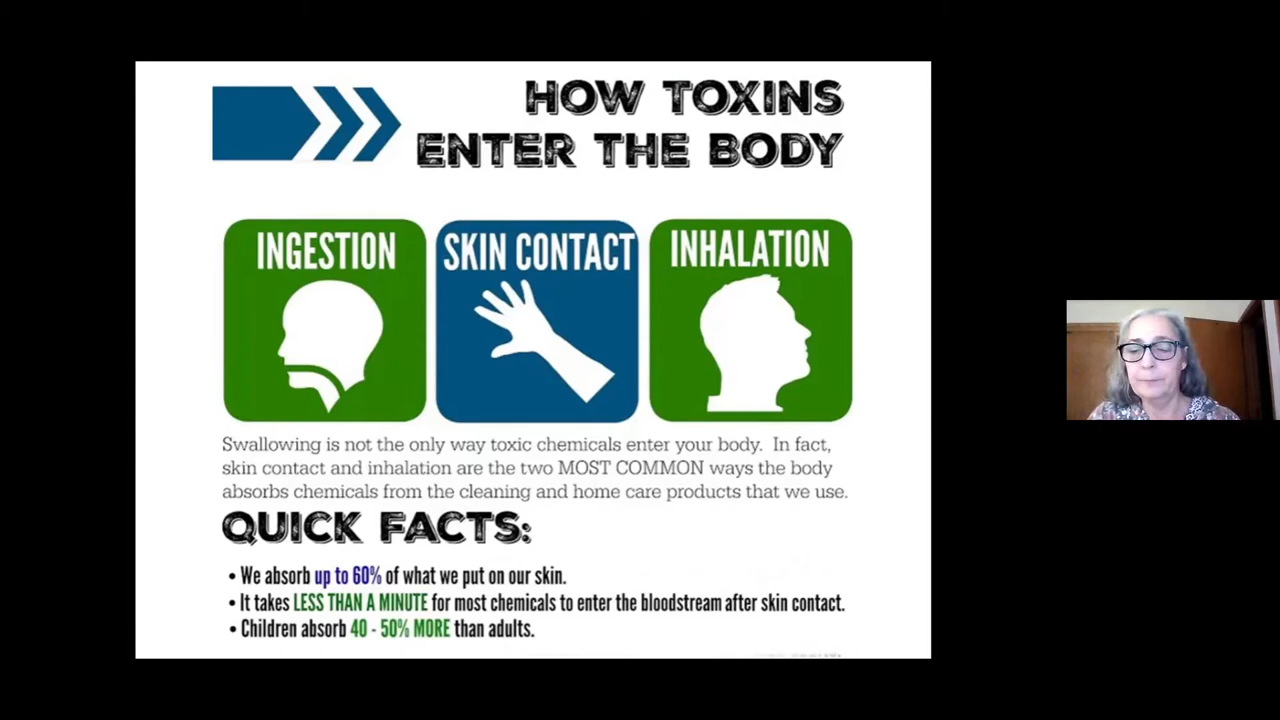 HOW TOXINS
ENTER THE BODY
INGESTION
SKIN CONTACT
INHALATION
Swallowing is not the only way toxic chemicals enter your body. In fact,
skin contact and inhalation are the two MOST COMMON ways the body
absorbs chemicals from the cleaning and home care products that we use.
QUICK FACTS:
• We absorb up to 60% of what we put on our skin.
• It takes LESS THAN A MINUTE for most chemicals to enter the bloodstream after skin contact.
• Children absorb 40 - 50% MORE than adults.